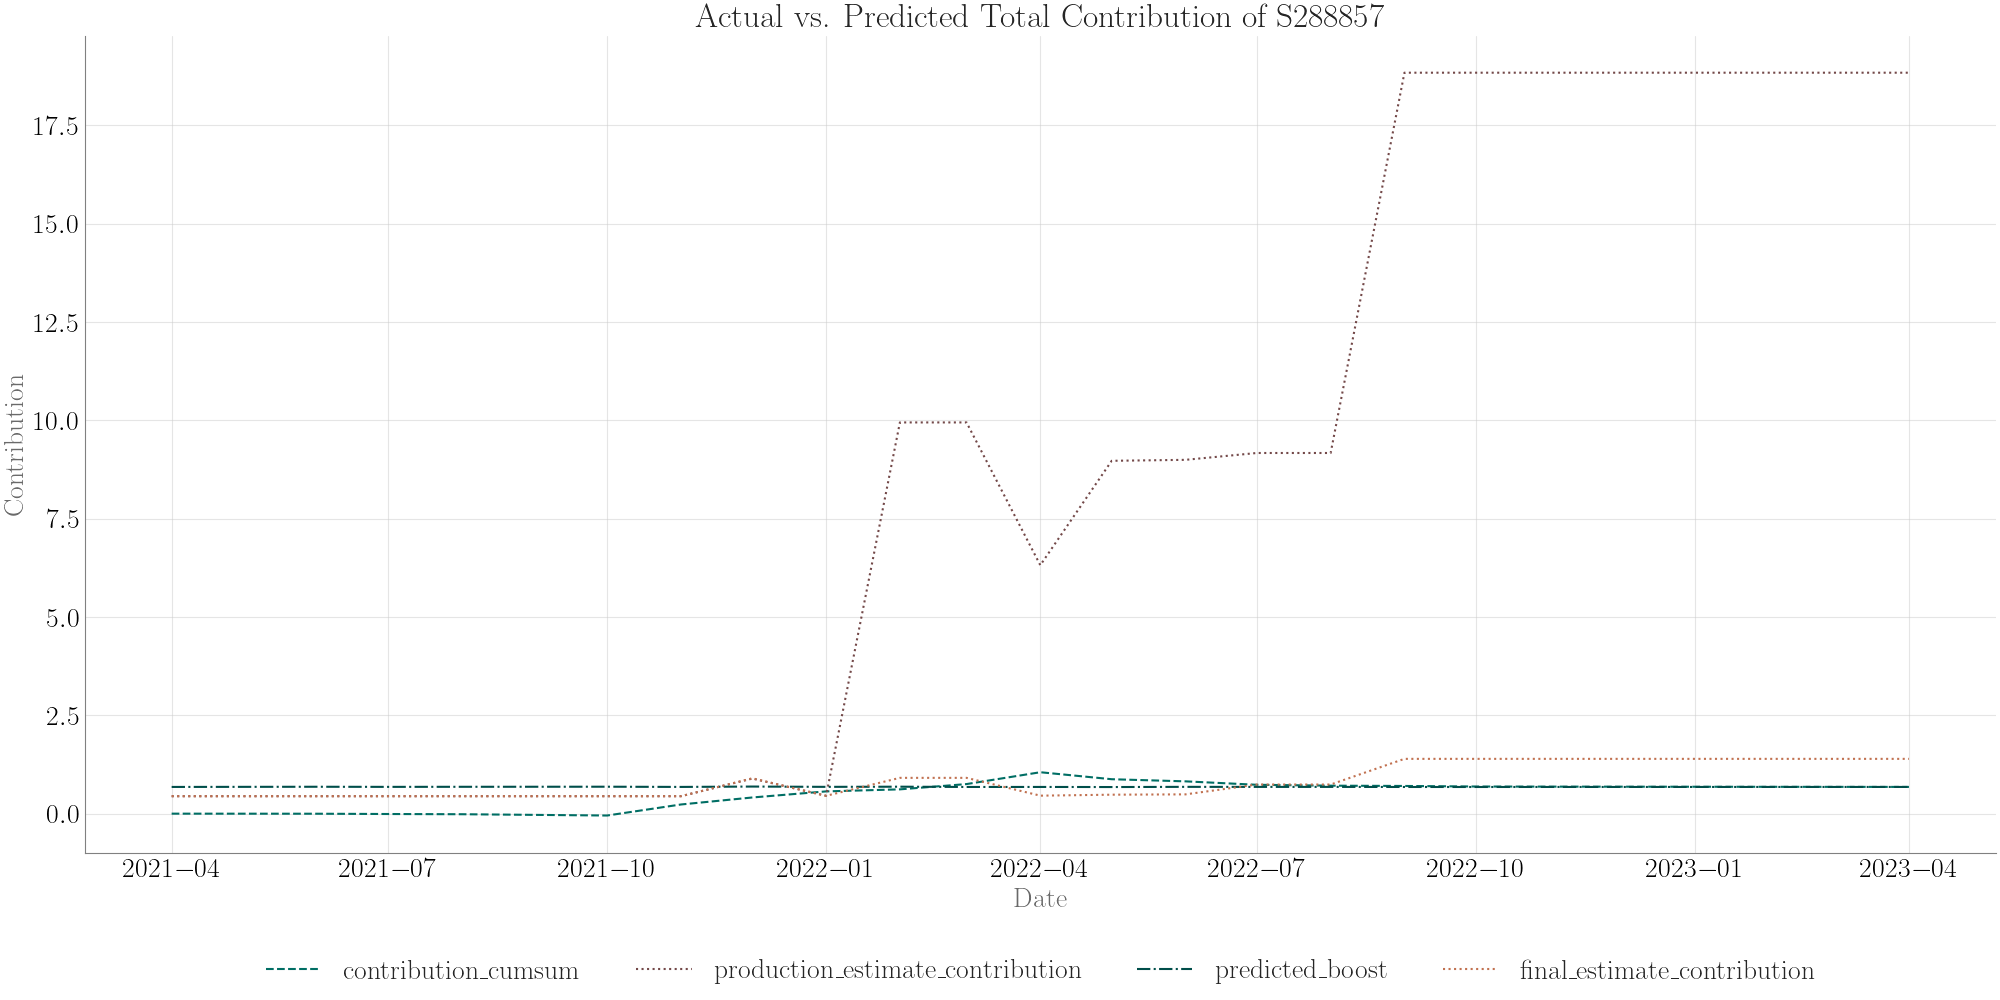 Actual vs. Predicted Total Contribution of S288857
Contribution
17.5
15.0
12.5
10.0
7.5
5.0
2.5
0.0
2021−04 2021−07 2021−10 2022−01 2022−04 2022−07 2022−10 2023−01 2023−04
Date
contribution_cumsum production_estimate_contribution predicted_boost final_estimate_contribution